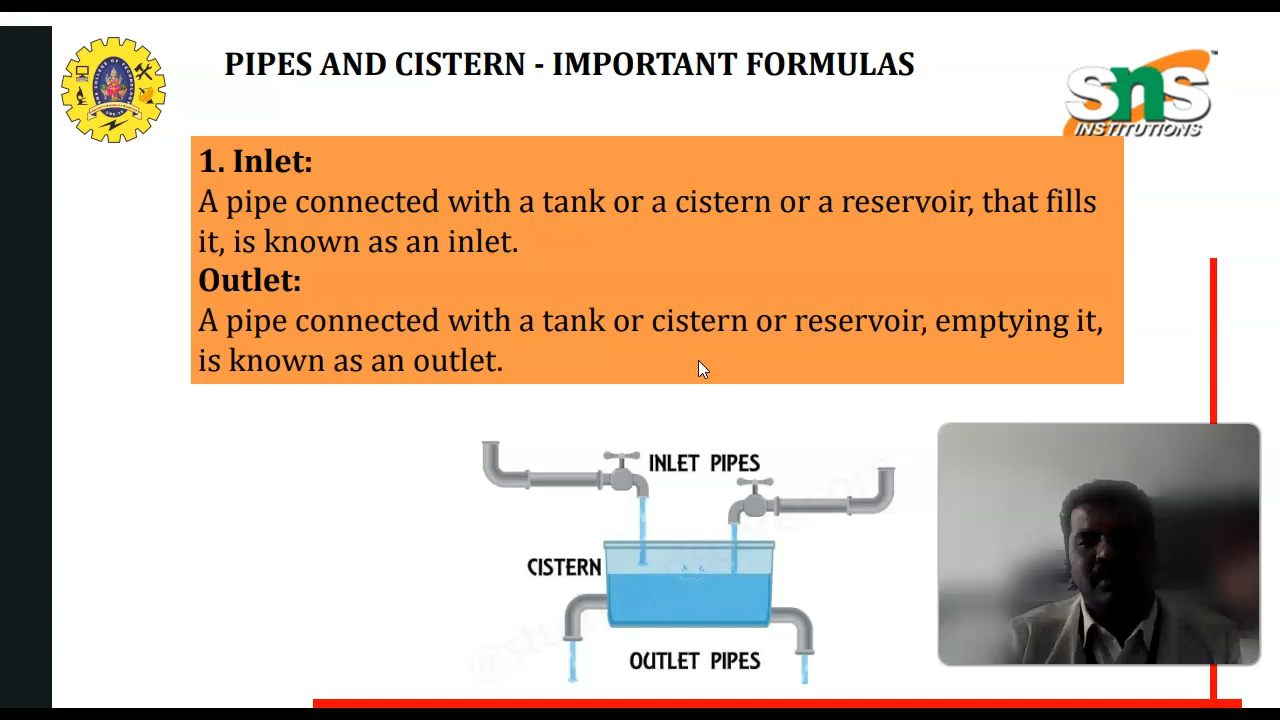 PIPES AND CISTERN - IMPORTANT FORMULAS
SNS
INSTITUTIONS
1. Inlet:
A pipe connected with a tank or a cistern or a reservoir, that fills
it, is known as an inlet.
Outlet:
A pipe connected with a tank or cistern or reservoir, emptying it,
is known as an outlet.
INLET PIPES
CISTERN
OUTLET PIPES